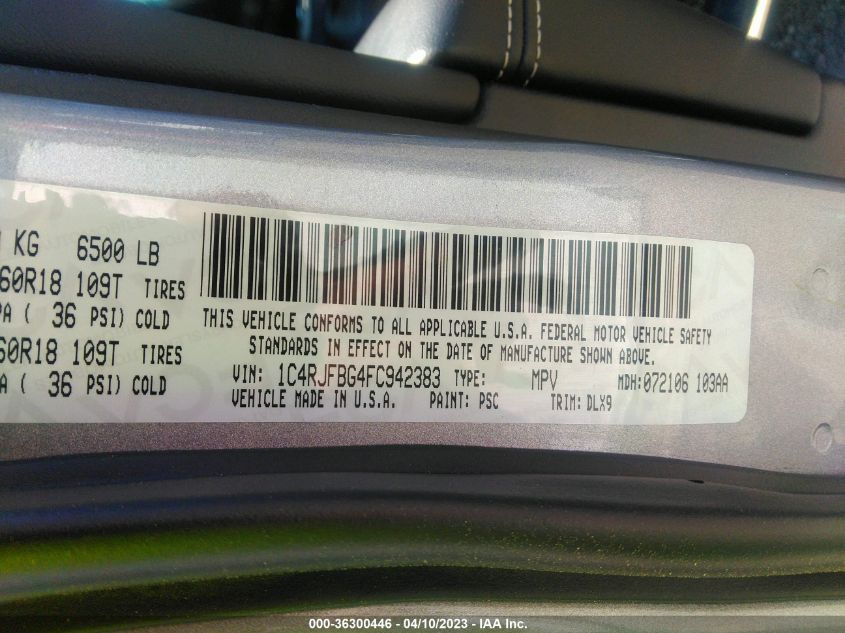 KG 6500 LB
60R18 109T TIRES
PA ( 36 PSI) COLD
60R18 109T TIRES
PA ( 36 PSI) COLD
THIS VEHICLE CONFORMS TO ALL APPLICABLE U.S.A. FEDERAL MOTOR VEHICLE SAFETY
STANDARDS IN EFFECT ON THE DATE OF MANUFACTURE SHOWN ABOVE.
VIN: 1C4RJFBG4FC942383 TYPE: MPV MDH:072106 103AA
VEHICLE MADE IN U.S.A. PAINT: PSC TRIM: DLX9
000-36300446 - 04/10/2023 - IAA Inc.